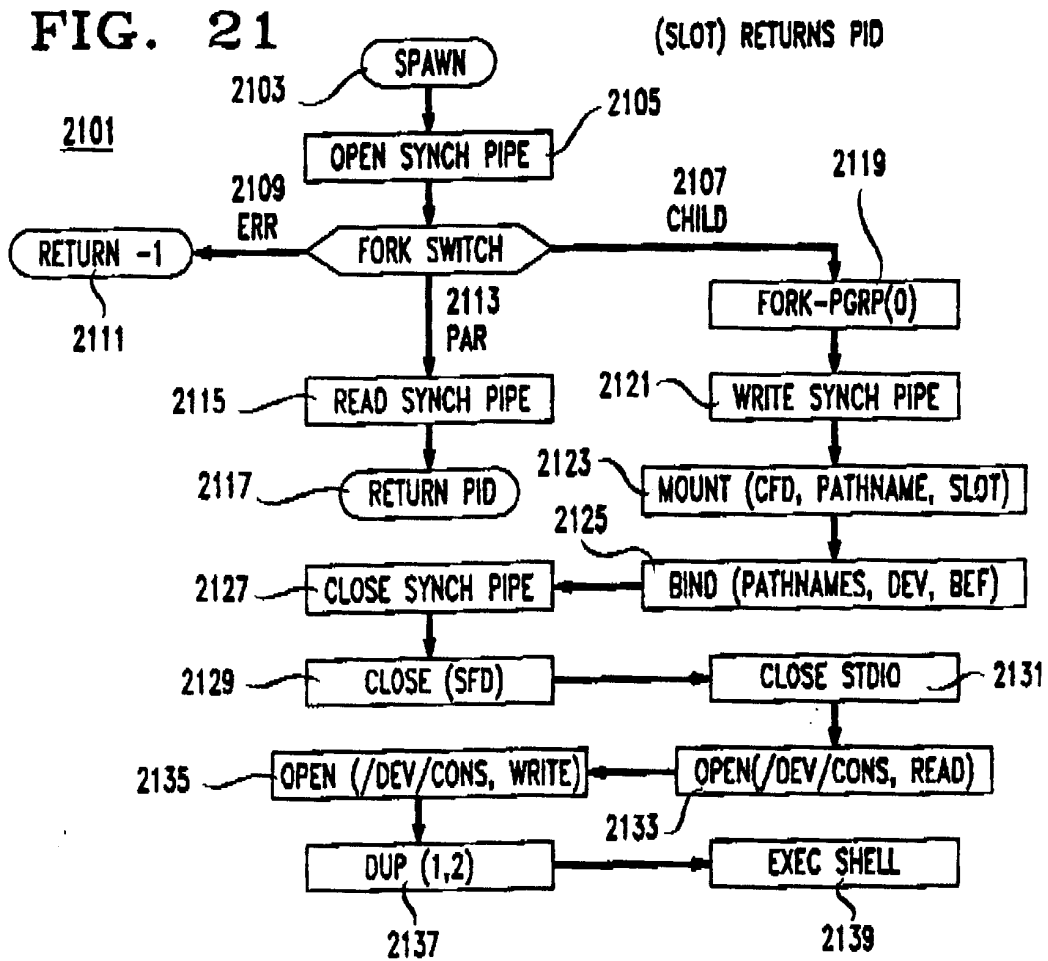 FIG. 21
(SLOT) RETURNS PID
SPAWN
2103
2105
2101
OPEN SYNCH PIPE
2109
ERR
2107
CHILD
2119
RETURN -1
FORK SWITCH
2111
2113
PAR
FORK-PGRP(0)
2115
READ SYNCH PIPE
2121
WRITE SYNCH PIPE
2117
RETURN PID
2123
MOUNT (CFD, PATHNAME, SLOT)
2125
2127
CLOSE SYNCH PIPE
BIND (PATHNAMES, DEV, BEF)
2129
CLOSE (SFD)
CLOSE STDIO
2131
2135
OPEN (/DEV/CONS, WRITE)
OPEN(/DEV/CONS, READ)
2133
DUP (1,2)
EXEC SHELL
2137
2139